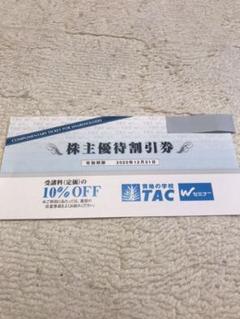 COMPLIMENTARY TICKET FOR SHAREHOLDERS
株主優待割引券
有効期限 2020年12月31日
受講料(定価)の
10%OFF
資格の学校
TAC
Wセミナー